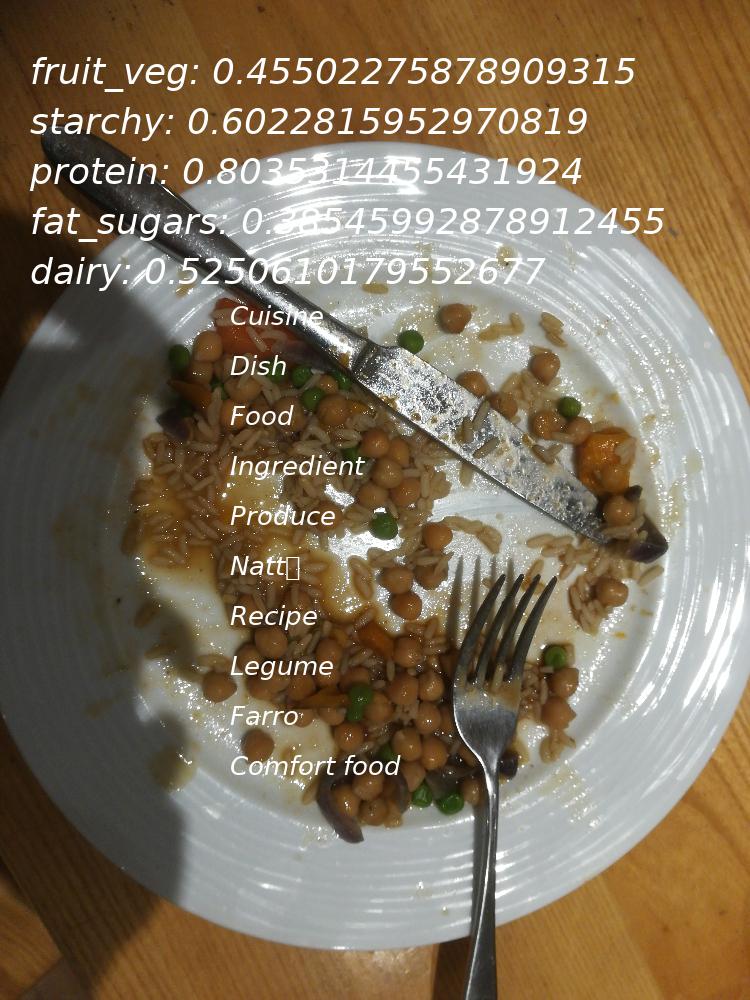 fruit_veg: 0.45502275878909315
starchy: 0.6022815952970819
protein: 0.8035314455431924
fat_sugars: 0.38545992878912455
dairy: 0.5250610179552677
Cuisine
Dish
Food
Ingredient
Produce
Natt▯
Recipe
Legume
Farro
Comfort food